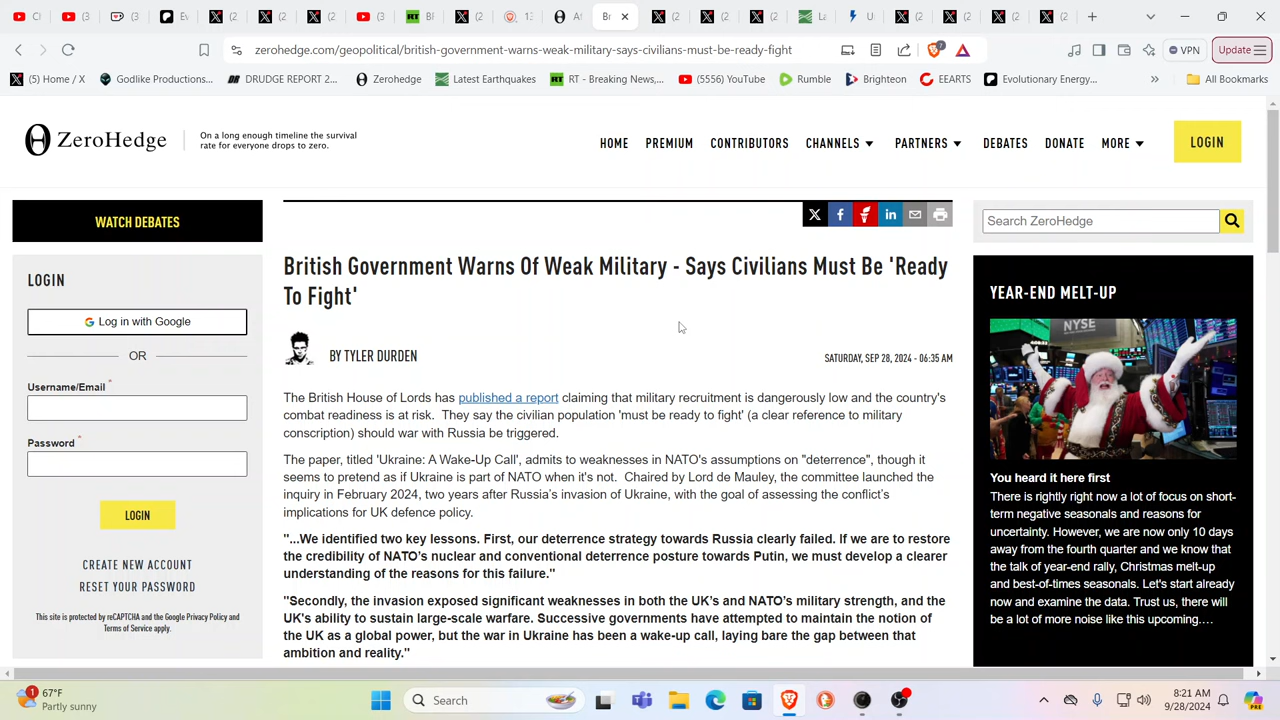 Br
RT
BF
13
Af
La
U
zerohedge.com/geopolitical/british-government-warns-weak-military-says-civilians-must-be-ready-fight
7
VPN
Update
(5) Home / X
Godlike Productions...
DRUDGE REPORT 2...
Zerohedge
Latest Earthquakes
RT - Breaking News,...
(5550) YouTube
Rumble
Brighteon
EEARTS
Evolutionary Energy...
»
All Bookmarks
ZeroHedge
On a long enough timeline the survival
rate for everyone drops to zero.
HOME
PREMIUM
CONTRIBUTORS
CHANNELS
PARTNERS
DEBATES
DONATE
MORE
LOGIN
WATCH DEBATES
LOGIN
Log in with Google
OR
Username/Email *
Password *
LOGIN
CREATE NEW ACCOUNT
RESET YOUR PASSWORD
This site is protected by reCAPTCHA and the Google Privacy Policy and
Terms of Service apply.
British Government Warns Of Weak Military - Says Civilians Must Be 'Ready
To Fight'
BY TYLER DURDEN
SATURDAY, SEP 28, 2024 - 06:35 AM
The British House of Lords has published a report claiming that military recruitment is dangerously low and the country's
combat readiness is at risk. They say the civilian population 'must be ready to fight' (a clear reference to military
conscription) should war with Russia be triggered.
The paper, titled 'Ukraine: A Wake-Up Call', admits to weaknesses in NATO's assumptions on "deterrence", though it
seems to pretend as if Ukraine is part of NATO when it's not. Chaired by Lord de Mauley, the committee launched the
inquiry in February 2024, two years after Russia's invasion of Ukraine, with the goal of assessing the conflict's
implications for UK defence policy.
"...We identified two key lessons. First, our deterrence strategy towards Russia clearly failed. If we are to restore
the credibility of NATO's nuclear and conventional deterrence posture towards Putin, we must develop a clearer
understanding of the reasons for this failure."
"Secondly, the invasion exposed significant weaknesses in both the UK's and NATO's military strength, and the
UK's ability to sustain large-scale warfare. Successive governments have attempted to maintain the notion of
the UK as a global power, but the war in Ukraine has been a wake-up call, laying bare the gap between that
ambition and reality."
Search ZeroHedge
YEAR-END MELT-UP
NYSE
You heard it here first
There is rightly right now a lot of focus on short-
term negative seasonals and reasons for
uncertainty. However, we are now only 10 days
away from the fourth quarter and we know that
the talk of year-end rally, Christmas melt-up
and best-of-times seasonals. Let's start already
now and examine the data. Trust us, there will
be a lot of more noise like this upcoming....
1
67°F
Partly sunny
Search
8:21 AM
9/28/2024
PRE